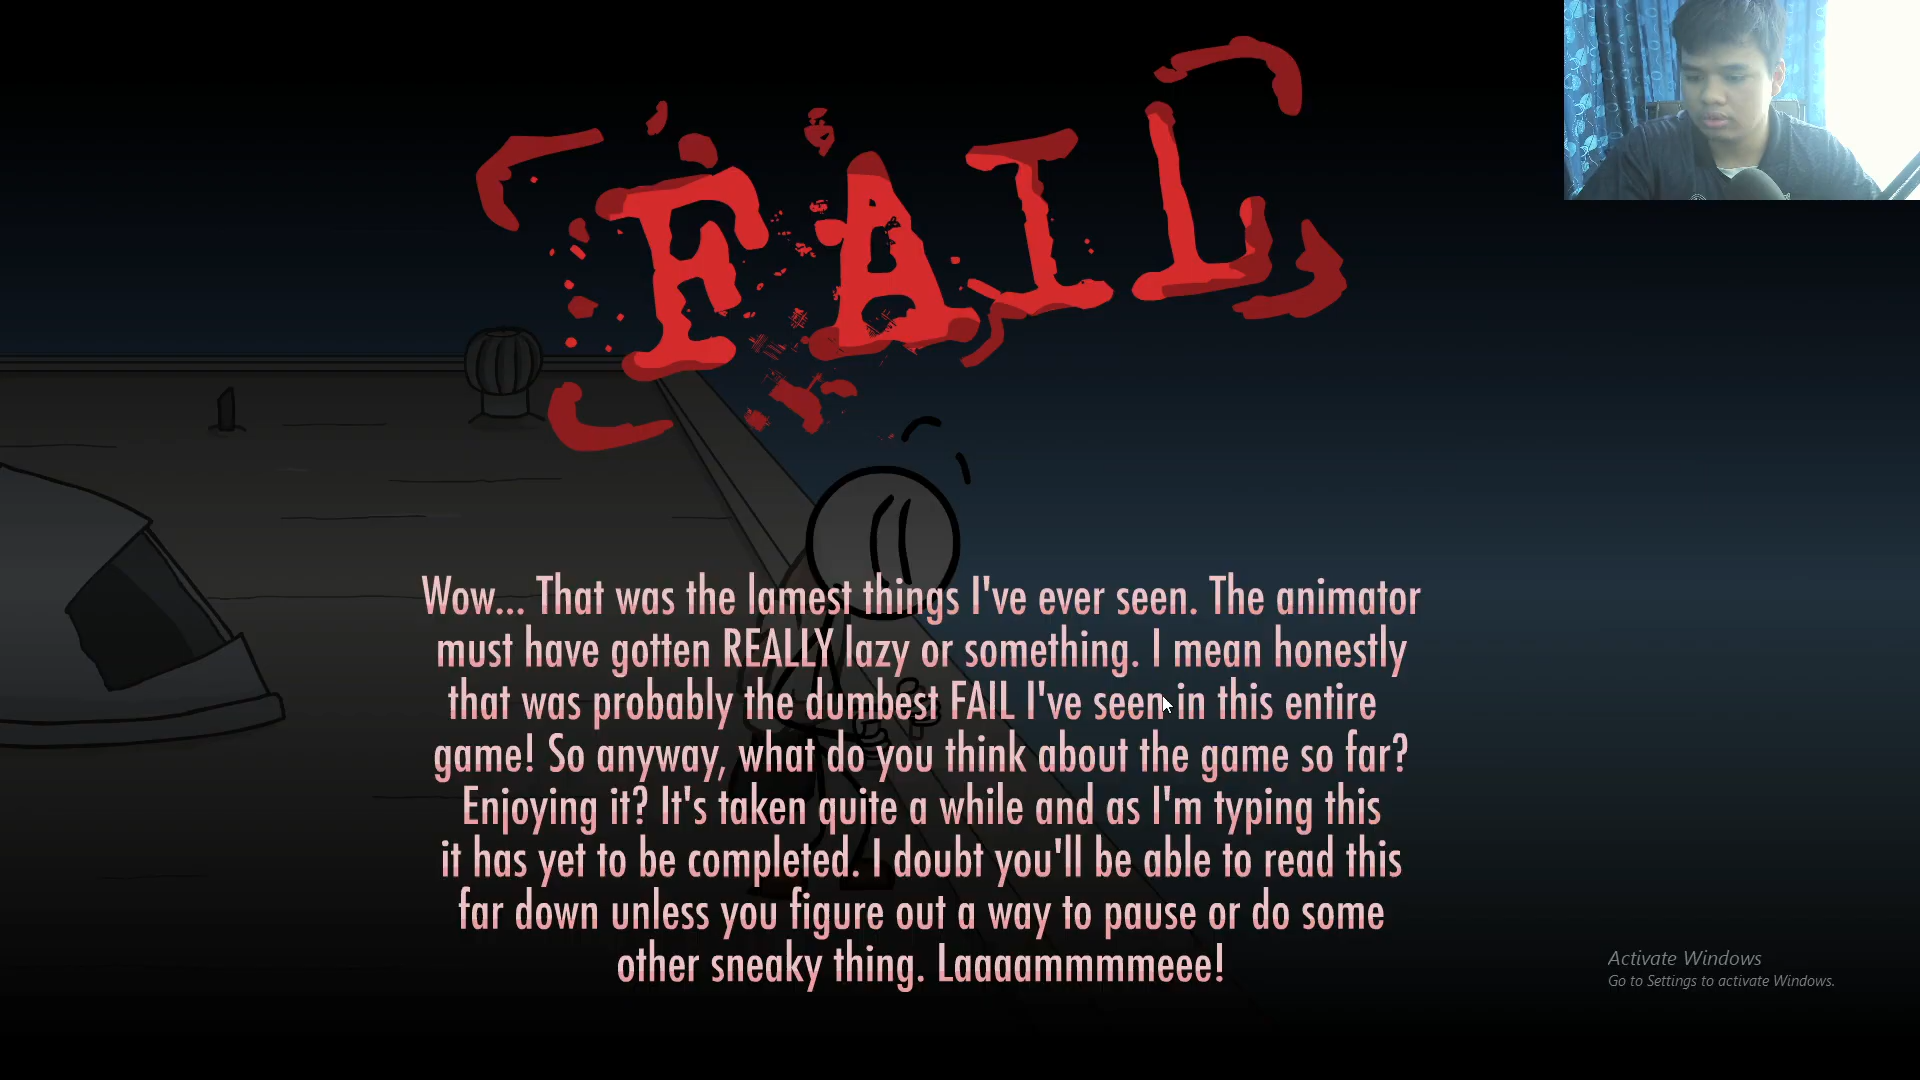 FAIL
Wow... That was the lamest things I've ever seen. The animator
must have gotten REALLY lazy or something. I mean honestly
that was probably the dumbest FAIL I've seen in this entire
game! So anyway, what do you think about the game so far?
Enjoying it? It's taken quite a while and as I'm typing this
it has yet to be completed. I doubt you'll be able to read this
far down unless you figure out a way to pause or do some
other sneaky thing. Laaaammmmeee!
Activate Windows
Go to Settings to activate Windows.